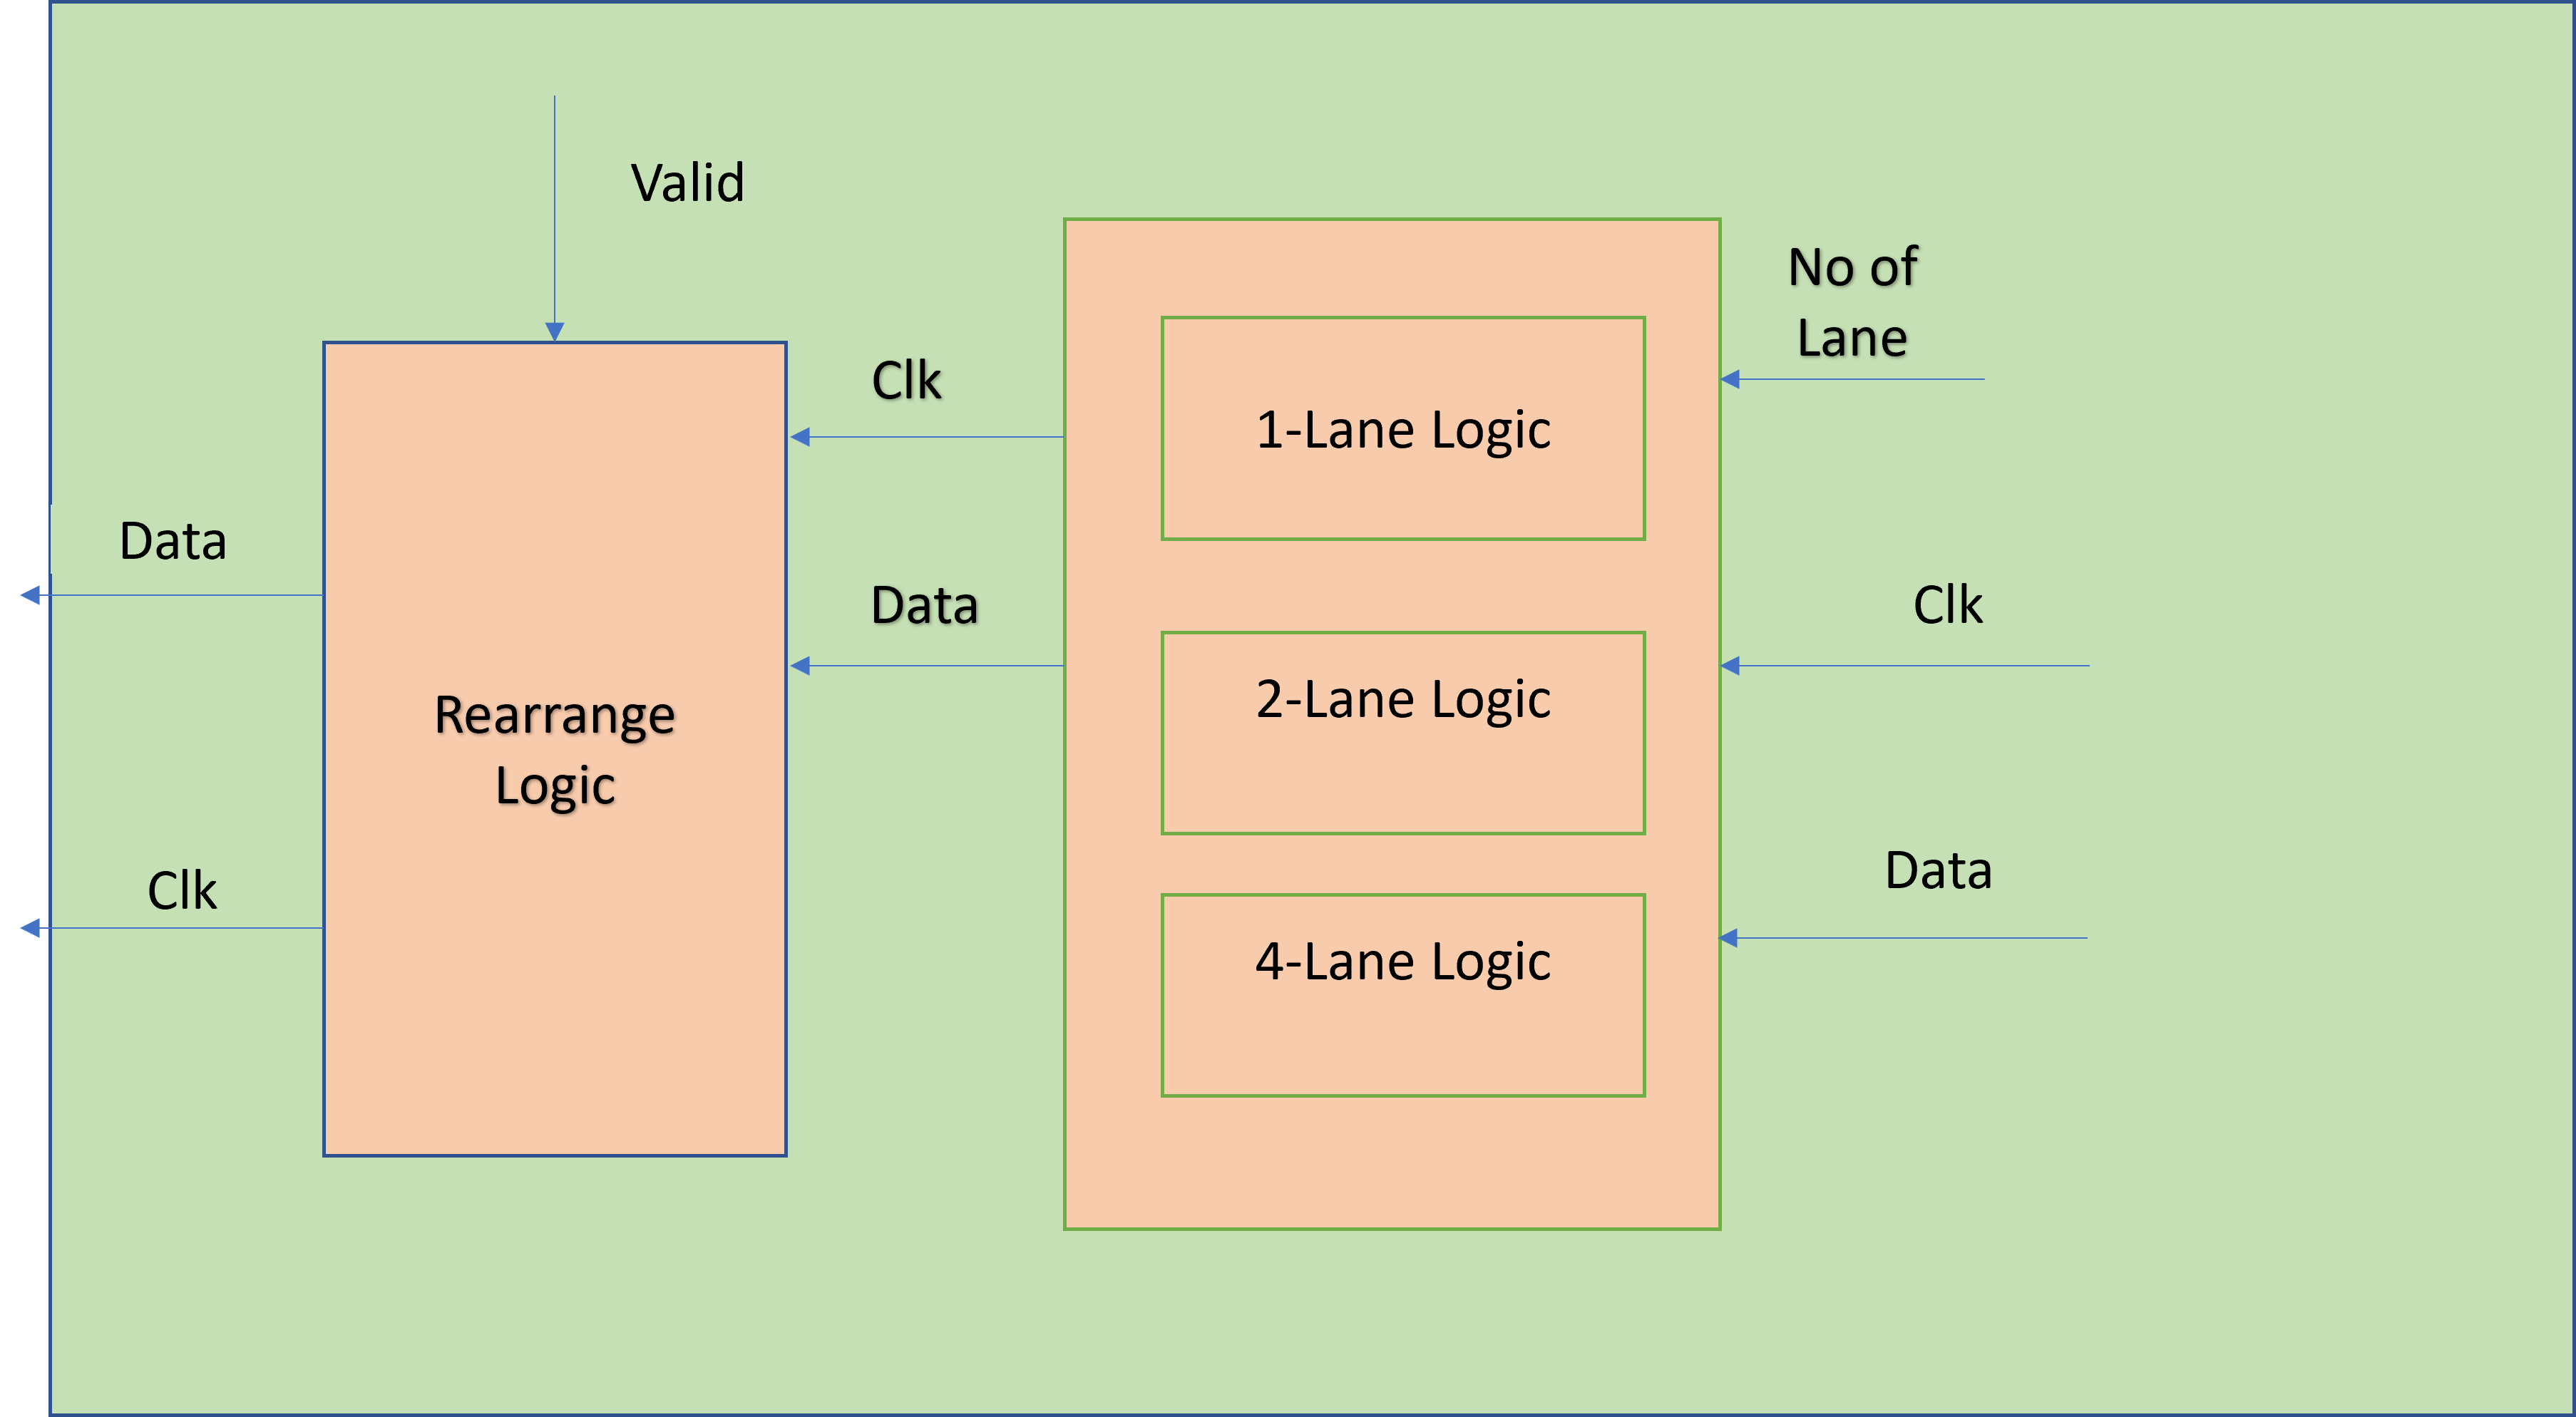 Valid
No of
Lane
Clk
1-Lane Logic
Data
Data
Clk
2-Lane Logic
Rearrange
Logic
Clk
Data
4-Lane Logic